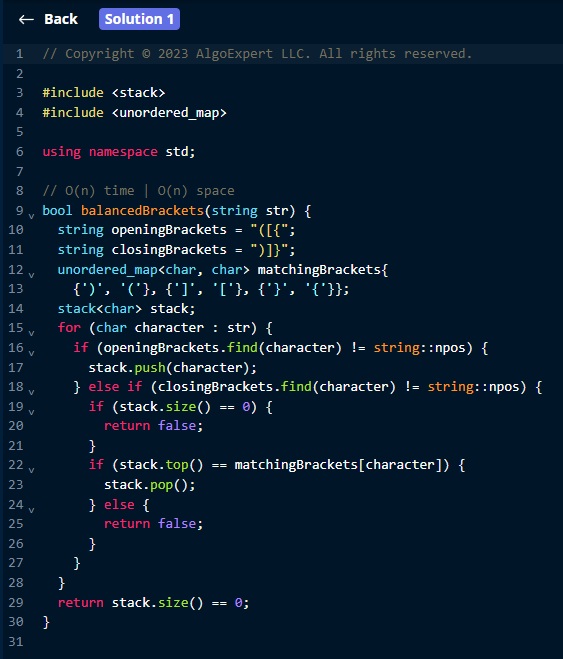 ← Back Solution 1
1 // Copyright © 2023 AlgoExpert LLC. All rights reserved.
2
3 #include <stack>
4 #include <unordered_map>
5
6 using namespace std;
7
8 // O(n) time | O(n) space
9 bool balancedBrackets(string str) {
10   string openingBrackets = "([{";
11   string closingBrackets = ")]}";
12   unordered_map<char, char> matchingBrackets{
13     {')', '('}, {']', '['}, {'}', '{'}};
14   stack<char> stack;
15   for (char character : str) {
16     if (openingBrackets.find(character) != string::npos) {
17       stack.push(character);
18     } else if (closingBrackets.find(character) != string::npos) {
19       if (stack.size() == 0) {
20         return false;
21       }
22       if (stack.top() == matchingBrackets[character]) {
23         stack.pop();
24       } else {
25         return false;
26       }
27     }
28   }
29   return stack.size() == 0;
30 }
31